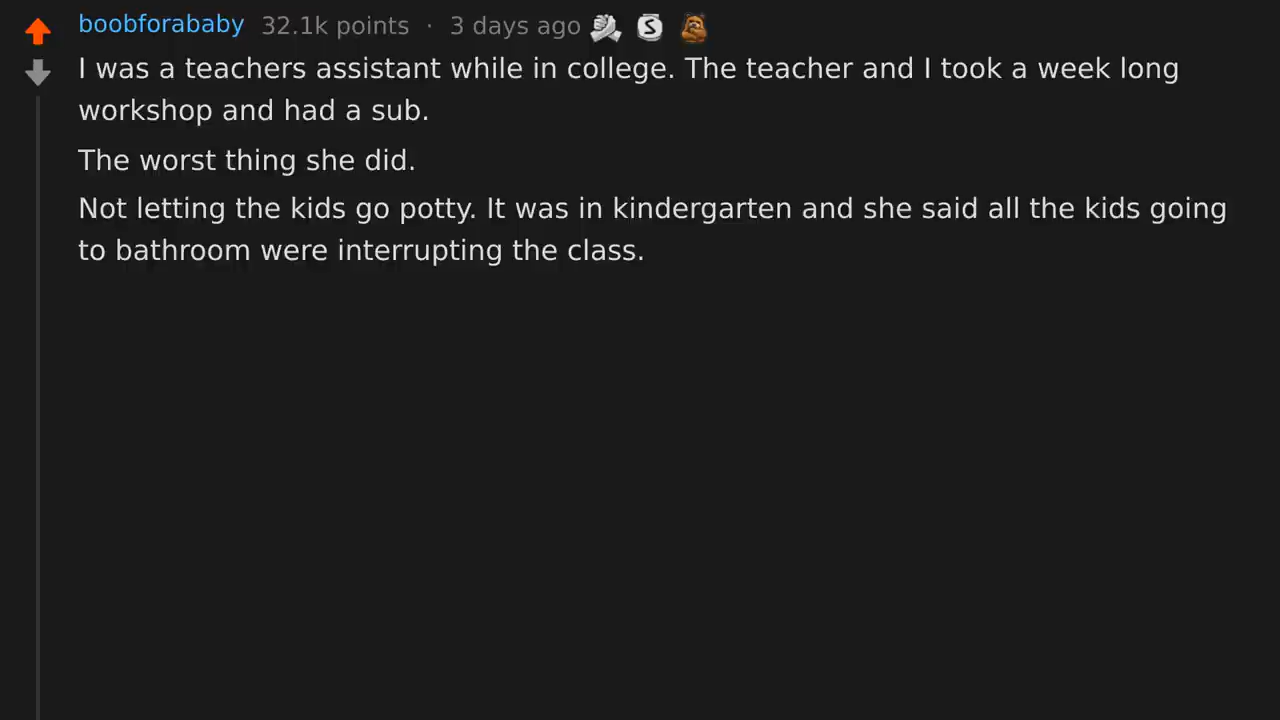 boobforababy 32.1k points · 3 days ago
I was a teachers assistant while in college. The teacher and I took a week long
workshop and had a sub.
The worst thing she did.
Not letting the kids go potty. It was in kindergarten and she said all the kids going
to bathroom were interrupting the class.